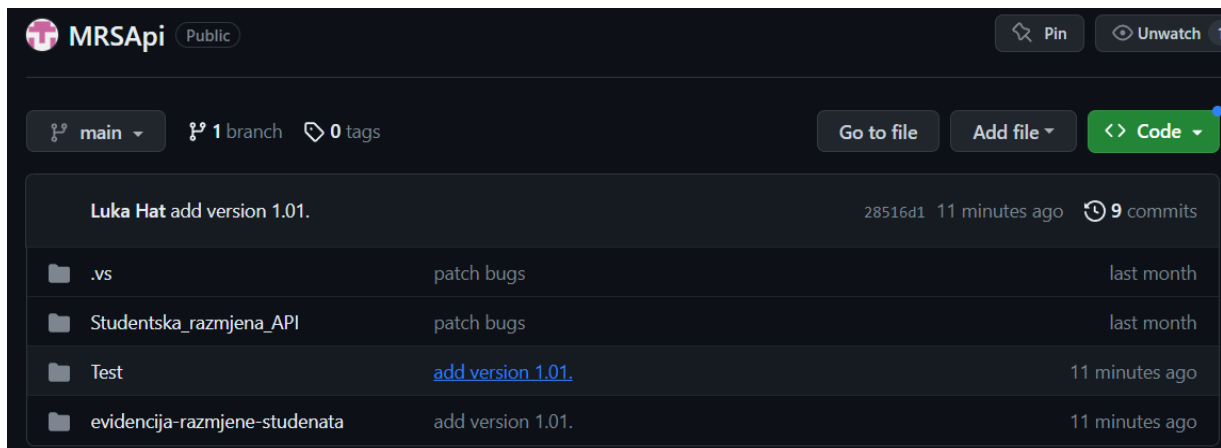 MRSApi Public Pin Unwatch
main 1 branch 0 tags Go to file Add file Code
Luka Hat add version 1.01. 28516d1 11 minutes ago 9 commits
.vs patch bugs last month
Studentska_razmjena_API patch bugs last month
Test add version 1.01. 11 minutes ago
evidencija-razmjene-studenata add version 1.01. 11 minutes ago